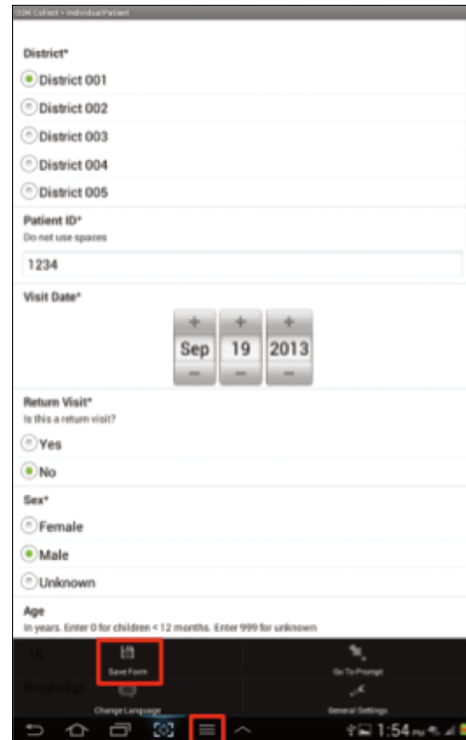 ODK Collect > IndividualPatient
District*
District 001
District 002
District 003
District 004
District 005
Patient ID*
Do not use spaces
1234
Visit Date*
+ + +
Sep 19 2013
− − −
Return Visit*
Is this a return visit?
Yes
No
Sex*
Female
Male
Unknown
Age
In years. Enter 0 for children < 12 months. Enter 999 for unknown
Save Form
Go To Prompt
Change Language
General Settings
1:54 PM